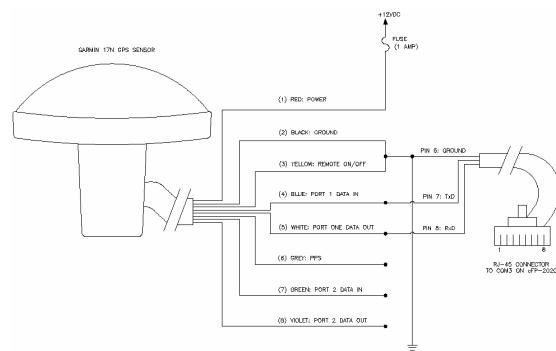 +12VDC
FUSE
(1 AMP)
GARMIN 17N GPS SENSOR
(1) RED: POWER
(2) BLACK: GROUND
(3) YELLOW: REMOTE ON/OFF
PIN 6: GROUND
(4) BLUE: PORT 1 DATA IN
PIN 7: TxD
(5) WHITE: PORT ONE DATA OUT
PIN 8: RxD
1 8
(6) GREY: PPS
RJ-45 CONNECTOR
TO COM3 ON cFP-2020
(7) GREEN: PORT 2 DATA IN
(8) VIOLET: PORT 2 DATA OUT